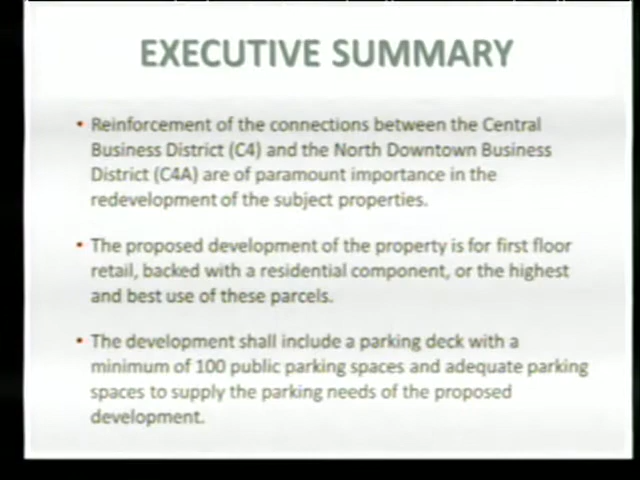 EXECUTIVE SUMMARY
• Reinforcement of the connections between the Central
Business District (C4) and the North Downtown Business
District (C4A) are of paramount importance in the
redevelopment of the subject properties.
• The proposed development of the property is for first floor
retail, backed with a residential component, or the highest
and best use of these parcels.
• The development shall include a parking deck with a
minimum of 100 public parking spaces and adequate parking
spaces to supply the parking needs of the proposed
development.